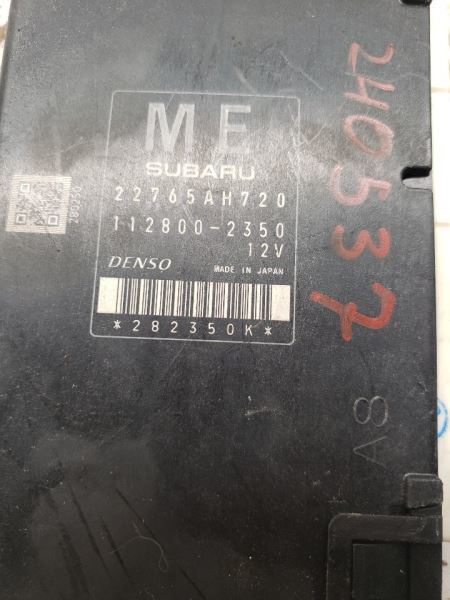 ME
SUBARU
22765AH720
112800-2350
12V
DENSO MADE IN JAPAN
*282350K*
240537
A8